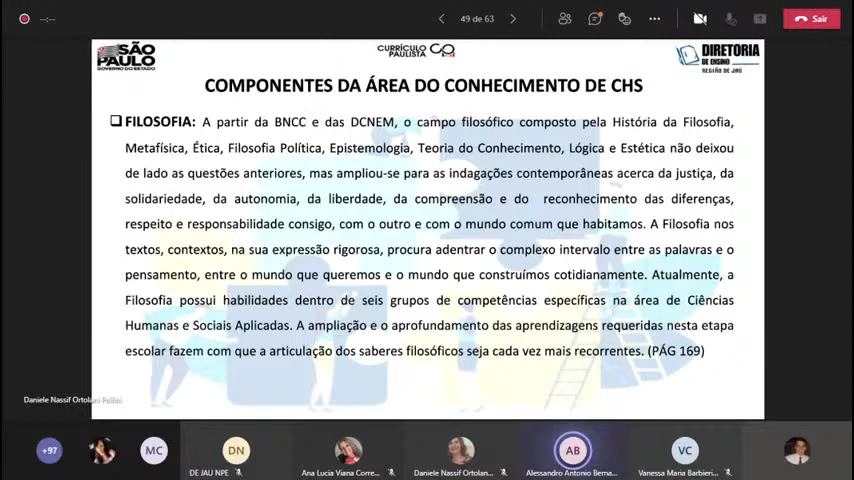 --:--
49 de 63
Sair
SÃO PAULO
GOVERNO DO ESTADO
CURRÍCULO
PAULISTA
DIRETORIA
DE ENSINO
REGIÃO DE JAÚ
COMPONENTES DA ÁREA DO CONHECIMENTO DE CHS
FILOSOFIA: A partir da BNCC e das DCNEM, o campo filosófico composto pela História da Filosofia,
Metafísica, Ética, Filosofia Política, Epistemologia, Teoria do Conhecimento, Lógica e Estética não deixou
de lado as questões anteriores, mas ampliou-se para as indagações contemporâneas acerca da justiça, da
solidariedade, da autonomia, da liberdade, da compreensão e do reconhecimento das diferenças,
respeito e responsabilidade consigo, com o outro e com o mundo comum que habitamos. A Filosofia nos
textos, contextos, na sua expressão rigorosa, procura adentrar o complexo intervalo entre as palavras e o
pensamento, entre o mundo que queremos e o mundo que construímos cotidianamente. Atualmente, a
Filosofia possui habilidades dentro de seis grupos de competências específicas na área de Ciências
Humanas e Sociais Aplicadas. A ampliação e o aprofundamento das aprendizagens requeridas nesta etapa
escolar fazem com que a articulação dos saberes filosóficos seja cada vez mais recorrentes. (PÁG 169)
Daniele Nassif Ortolani Pollini
+97
MC
DN
AB
VC
DE JAU NPE
Ana Lucia Viana Corre...
Daniele Nassif Ortolan...
Alessandro Antonio Berna...
Vanessa Maria Barbieri...